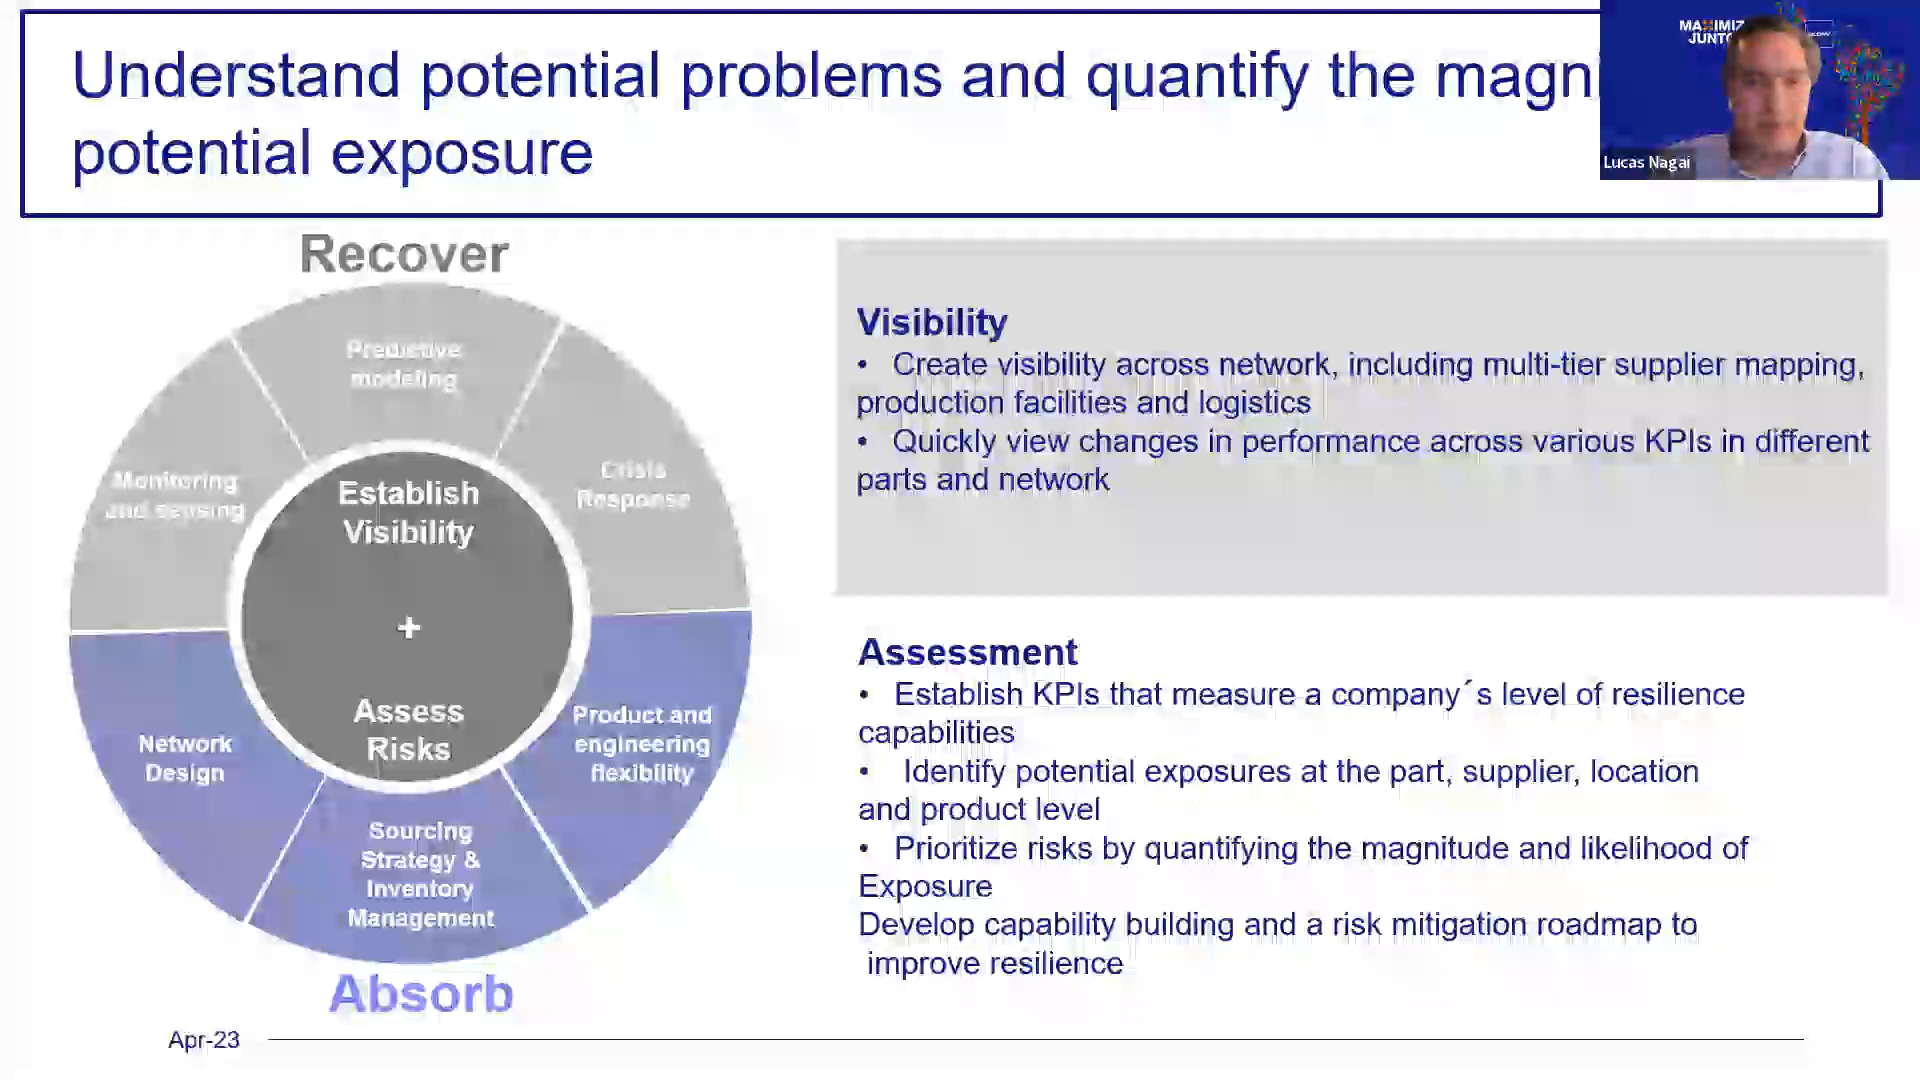 Understand potential problems and quantify the magni
potential exposure
MAXIMIZ
JUNTO
Lucas Nagai
Recover
Predictive
modeling
Monitoring
and sensing
Crisis
Response
Establish
Visibility
+
Assess
Risks
Network
Design
Product and
engineering
flexibility
Sourcing
Strategy &
Inventory
Management
Absorb
Visibility
• Create visibility across network, including multi-tier supplier mapping,
production facilities and logistics
• Quickly view changes in performance across various KPIs in different
parts and network
Assessment
• Establish KPIs that measure a company´s level of resilience
capabilities
• Identify potential exposures at the part, supplier, location
and product level
• Prioritize risks by quantifying the magnitude and likelihood of
Exposure
Develop capability building and a risk mitigation roadmap to
improve resilience
Apr-23